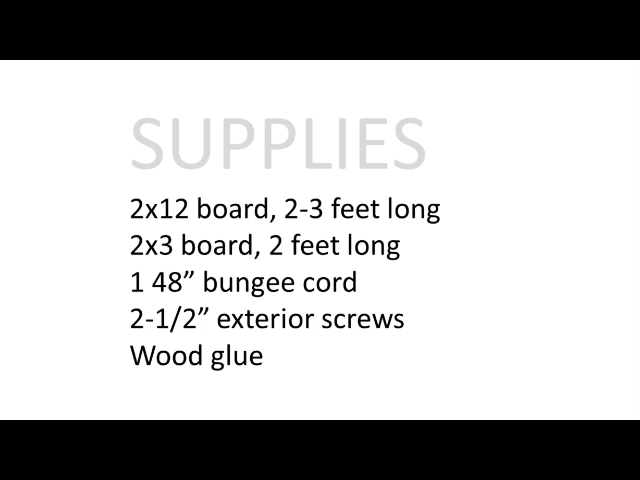 SUPPLIES
2x12 board, 2-3 feet long
2x3 board, 2 feet long
1 48” bungee cord
2-1/2” exterior screws
Wood glue